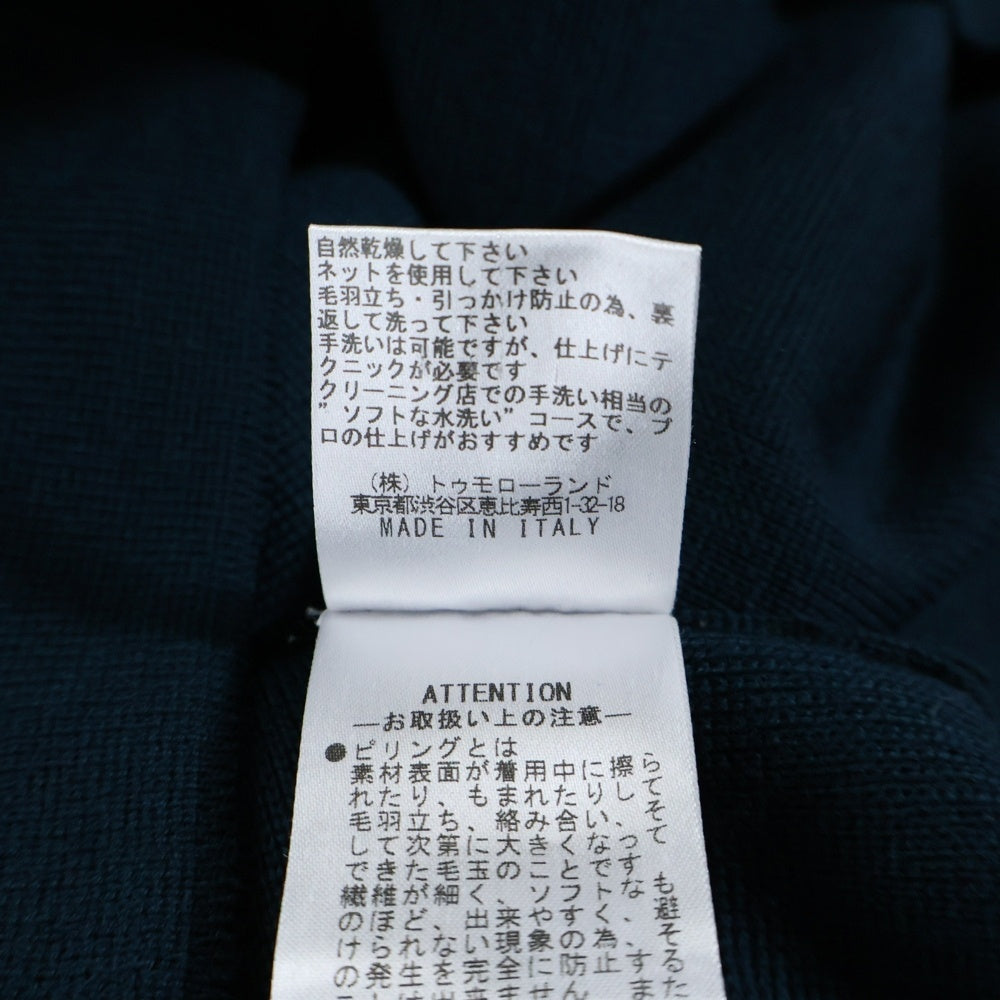 自然乾燥して下さい
ネットを使用して下さい
毛羽立ち・引っかけ防止の為、裏
返して洗って下さい
手洗いは可能ですが、仕上げにテ
クニックが必要です
クリーニング店での手洗い相当の
”ソフトな水洗い”コースで、プ
ロの仕上げがおすすめです
(株)トゥモローランド
東京都渋谷区恵比寿西1-32-18
MADE IN ITALY
ATTENTION
―お取扱い上の注意―
●ピリングとは
素材表面が着用中に擦ら
れたり、もまれたりして
毛羽立ち、絡み合い、そ
して次第に大きくなって
できた毛玉のことです。
繊維が細く、ソフトなも
のほど、出来やすく、避
けられない現象の為、そ
の発生を完全に防止する